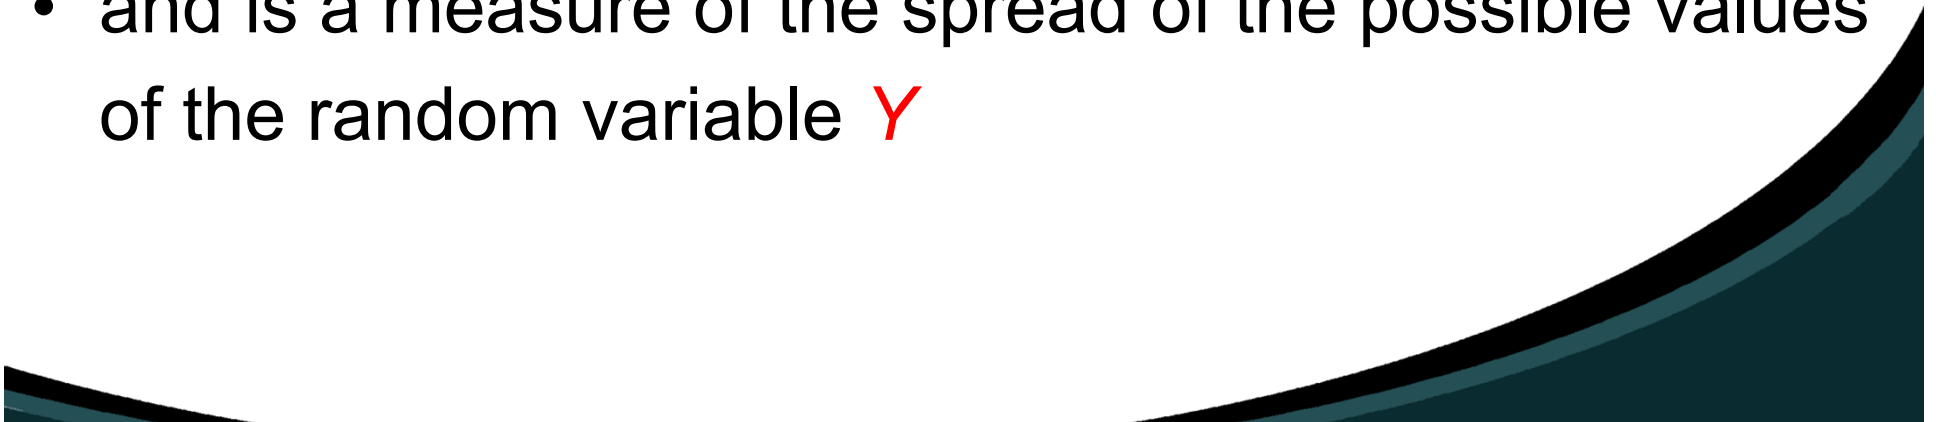 • and is a measure of the spread of the possible values
of the random variable Y